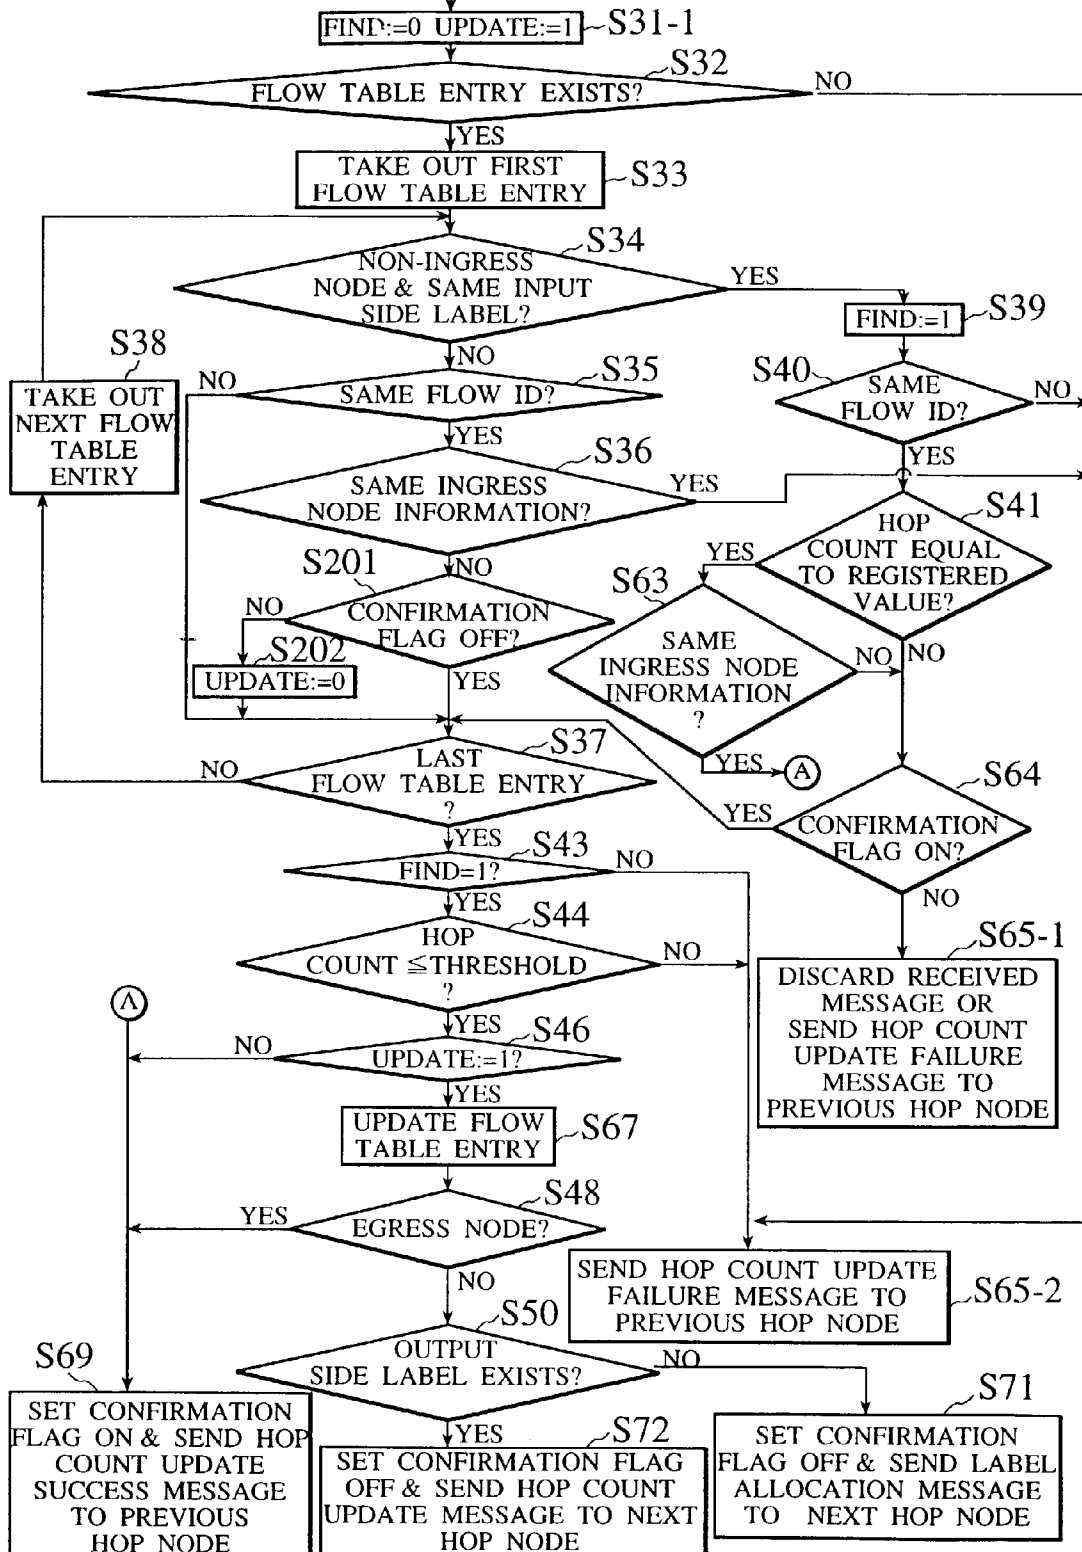 FIND:=0 UPDATE:=1
S31-1
S32
FLOW TABLE ENTRY EXISTS?
NO
YES
TAKE OUT FIRST
FLOW TABLE ENTRY
S33
S34
NON-INGRESS
NODE & SAME INPUT
SIDE LABEL?
YES
NO
FIND:=1
S39
S38
TAKE OUT
NEXT FLOW
TABLE
ENTRY
NO
S35
SAME FLOW ID?
YES
S40
SAME
FLOW ID?
NO
YES
S36
SAME INGRESS
NODE INFORMATION?
YES
NO
S41
HOP
COUNT EQUAL
TO REGISTERED
VALUE?
YES
NO
S201
CONFIRMATION
FLAG OFF?
NO
YES
S202
UPDATE:=0
S63
SAME
INGRESS NODE
INFORMATION
?
NO
YES
A
S37
LAST
FLOW TABLE ENTRY
?
NO
YES
S64
CONFIRMATION
FLAG ON?
YES
NO
S43
FIND=1?
NO
YES
S44
HOP
COUNT ≦THRESHOLD
?
NO
YES
S65-1
DISCARD RECEIVED
MESSAGE OR
SEND HOP COUNT
UPDATE FAILURE
MESSAGE TO
PREVIOUS HOP NODE
A
S46
UPDATE:=1?
NO
YES
UPDATE FLOW
TABLE ENTRY
S67
S48
EGRESS NODE?
YES
NO
SEND HOP COUNT UPDATE
FAILURE MESSAGE TO
PREVIOUS HOP NODE
S65-2
S50
OUTPUT
SIDE LABEL EXISTS?
NO
YES
S69
SET CONFIRMATION
FLAG ON & SEND HOP
COUNT UPDATE
SUCCESS MESSAGE
TO PREVIOUS
HOP NODE
S72
SET CONFIRMATION FLAG
OFF & SEND HOP COUNT
UPDATE MESSAGE TO NEXT
HOP NODE
S71
SET CONFIRMATION
FLAG OFF & SEND LABEL
ALLOCATION MESSAGE
TO NEXT HOP NODE